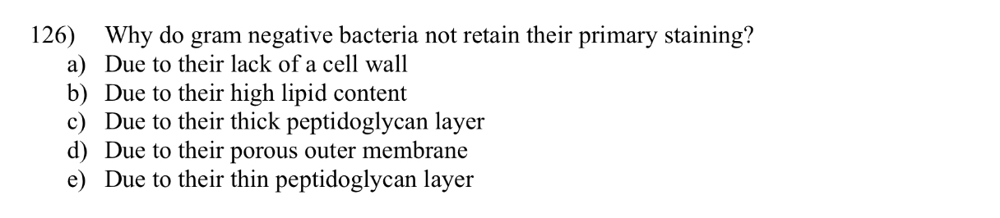 126) Why do gram negative bacteria not retain their primary staining?
a) Due to their lack of a cell wall
b) Due to their high lipid content
c) Due to their thick peptidoglycan layer
d) Due to their porous outer membrane
e) Due to their thin peptidoglycan layer